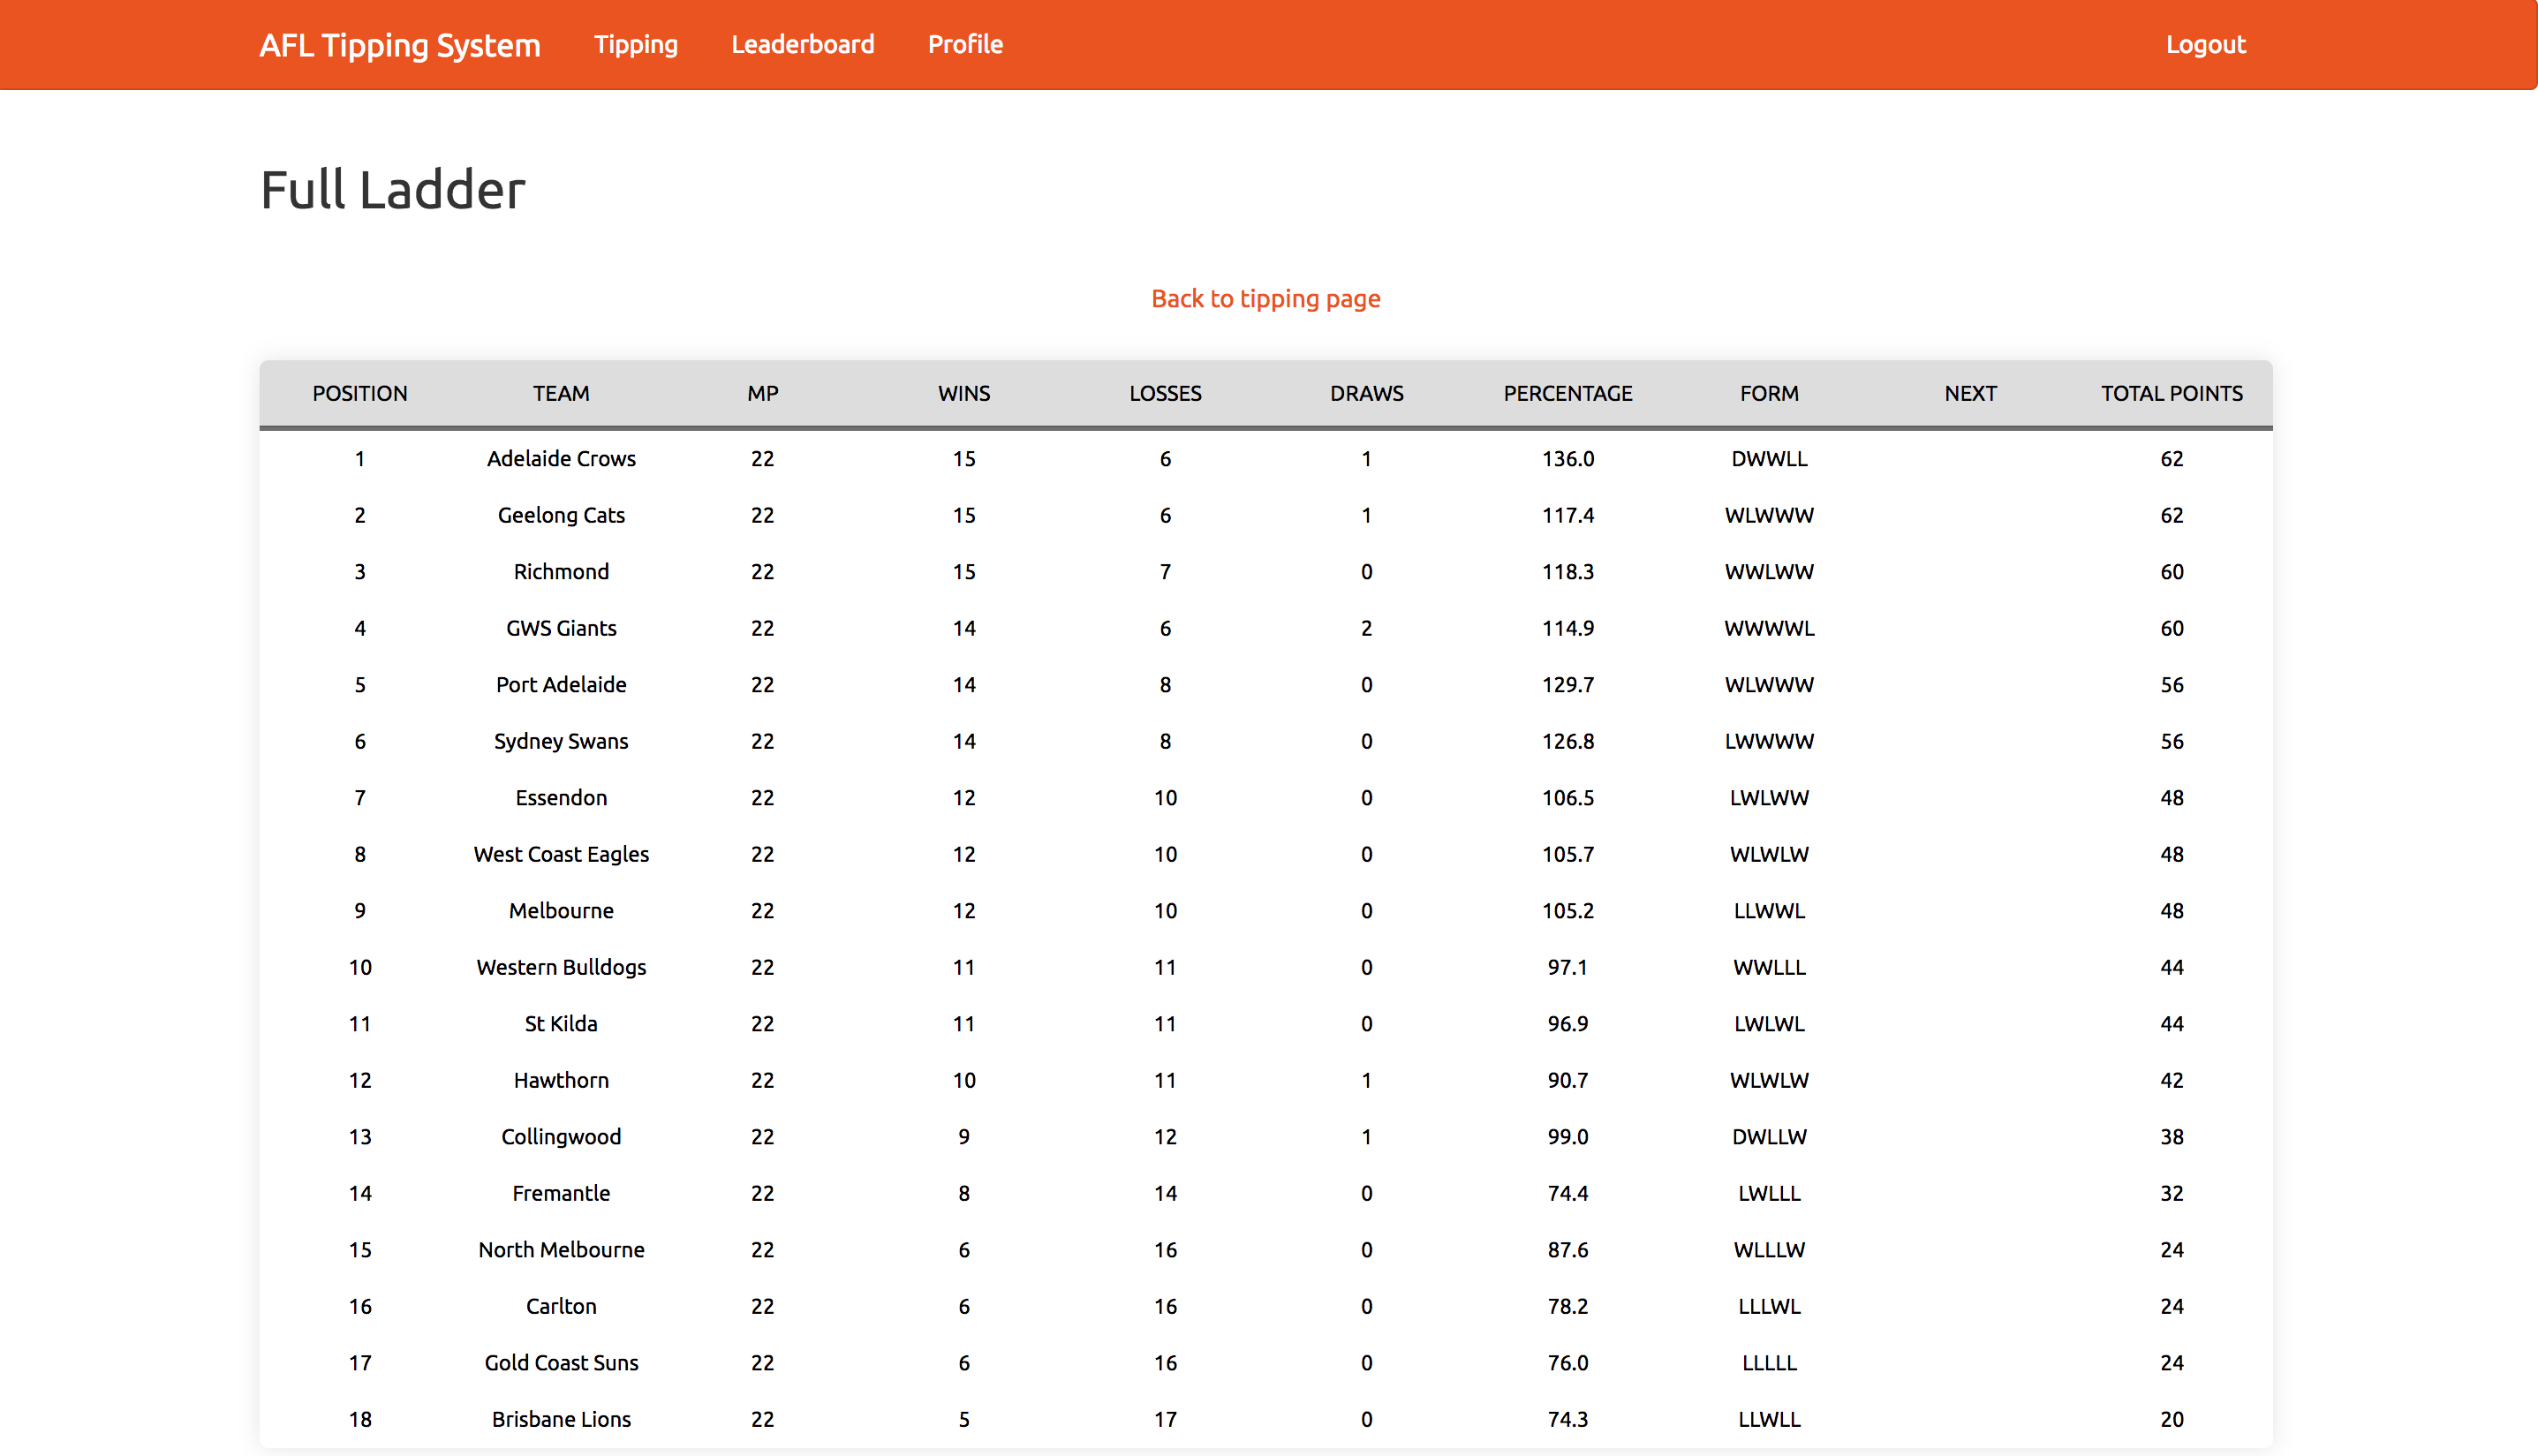 AFL Tipping System Tipping Leaderboard Profile Logout
Full Ladder
Back to tipping page
POSITION TEAM MP WINS LOSSES DRAWS PERCENTAGE FORM NEXT TOTAL POINTS
1 Adelaide Crows 22 15 6 1 136.0 DWWLL 62
2 Geelong Cats 22 15 6 1 117.4 WLWWW 62
3 Richmond 22 15 7 0 118.3 WWLWW 60
4 GWS Giants 22 14 6 2 114.9 WWWWL 60
5 Port Adelaide 22 14 8 0 129.7 WLWWW 56
6 Sydney Swans 22 14 8 0 126.8 LWWWW 56
7 Essendon 22 12 10 0 106.5 LWLWW 48
8 West Coast Eagles 22 12 10 0 105.7 WLWLW 48
9 Melbourne 22 12 10 0 105.2 LLWWL 48
10 Western Bulldogs 22 11 11 0 97.1 WWLLL 44
11 St Kilda 22 11 11 0 96.9 LWLWL 44
12 Hawthorn 22 10 11 1 90.7 WLWLW 42
13 Collingwood 22 9 12 1 99.0 DWLLW 38
14 Fremantle 22 8 14 0 74.4 LWLLL 32
15 North Melbourne 22 6 16 0 87.6 WLLLW 24
16 Carlton 22 6 16 0 78.2 LLLWL 24
17 Gold Coast Suns 22 6 16 0 76.0 LLLLL 24
18 Brisbane Lions 22 5 17 0 74.3 LLWLL 20